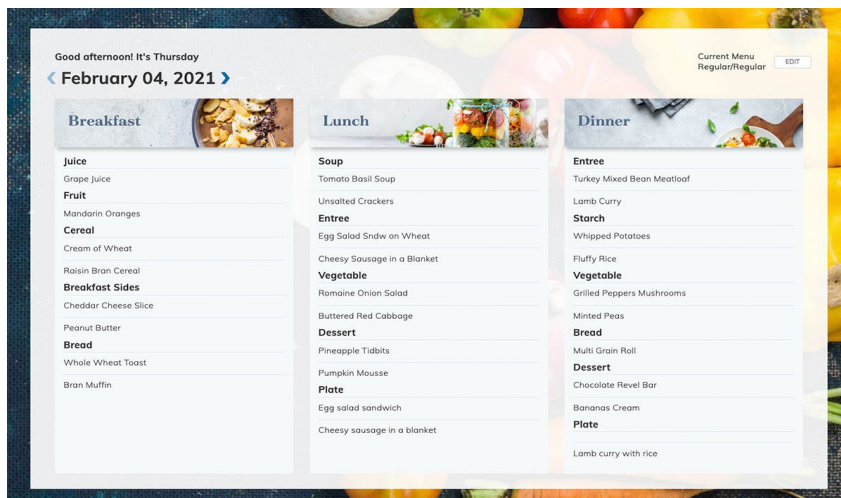 Good afternoon! It's Thursday
February 04, 2021
Current Menu
Regular/Regular
EDIT
Breakfast
Juice
Grape Juice
Fruit
Mandarin Oranges
Cereal
Cream of Wheat
Raisin Bran Cereal
Breakfast Sides
Cheddar Cheese Slice
Peanut Butter
Bread
Whole Wheat Toast
Bran Muffin
Lunch
Soup
Tomato Basil Soup
Unsalted Crackers
Entree
Egg Salad Sndw on Wheat
Cheesy Sausage in a Blanket
Vegetable
Romaine Onion Salad
Buttered Red Cabbage
Dessert
Pineapple Tidbits
Pumpkin Mousse
Plate
Egg salad sandwich
Cheesy sausage in a blanket
Dinner
Entree
Turkey Mixed Bean Meatloaf
Lamb Curry
Starch
Whipped Potatoes
Fluffy Rice
Vegetable
Grilled Peppers Mushrooms
Minted Peas
Bread
Multi Grain Roll
Dessert
Chocolate Revel Bar
Bananas Cream
Plate
Lamb curry with rice